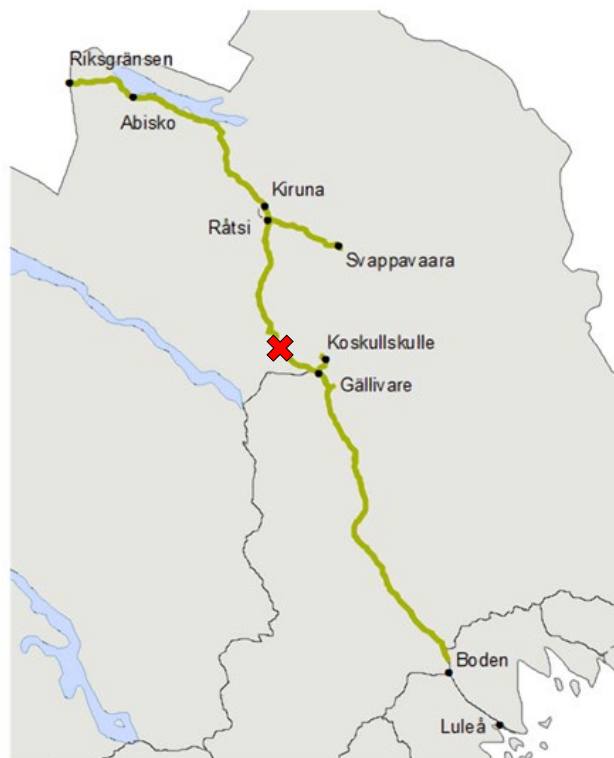 Riksgränsen
Abisko
Kiruna
Råtsi
Svappavaara
Koskullskulle
Gällivare
Boden
Luleå